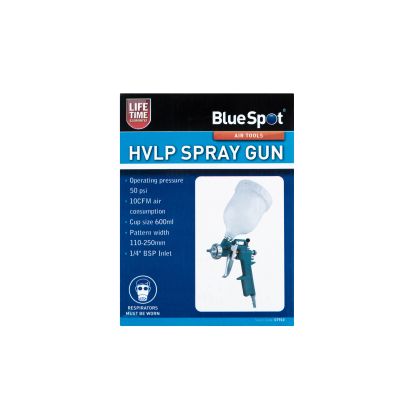 LIFE
TIME
GUARANTEE
BlueSpot®
AIR TOOLS
HVLP SPRAY GUN
• Operating pressure
50 psi
• 10CFM air
consumption
• Cup size 600ml
• Pattern width
110-250mm
• 1/4" BSP Inlet
RESPIRATORS
MUST BE WORN